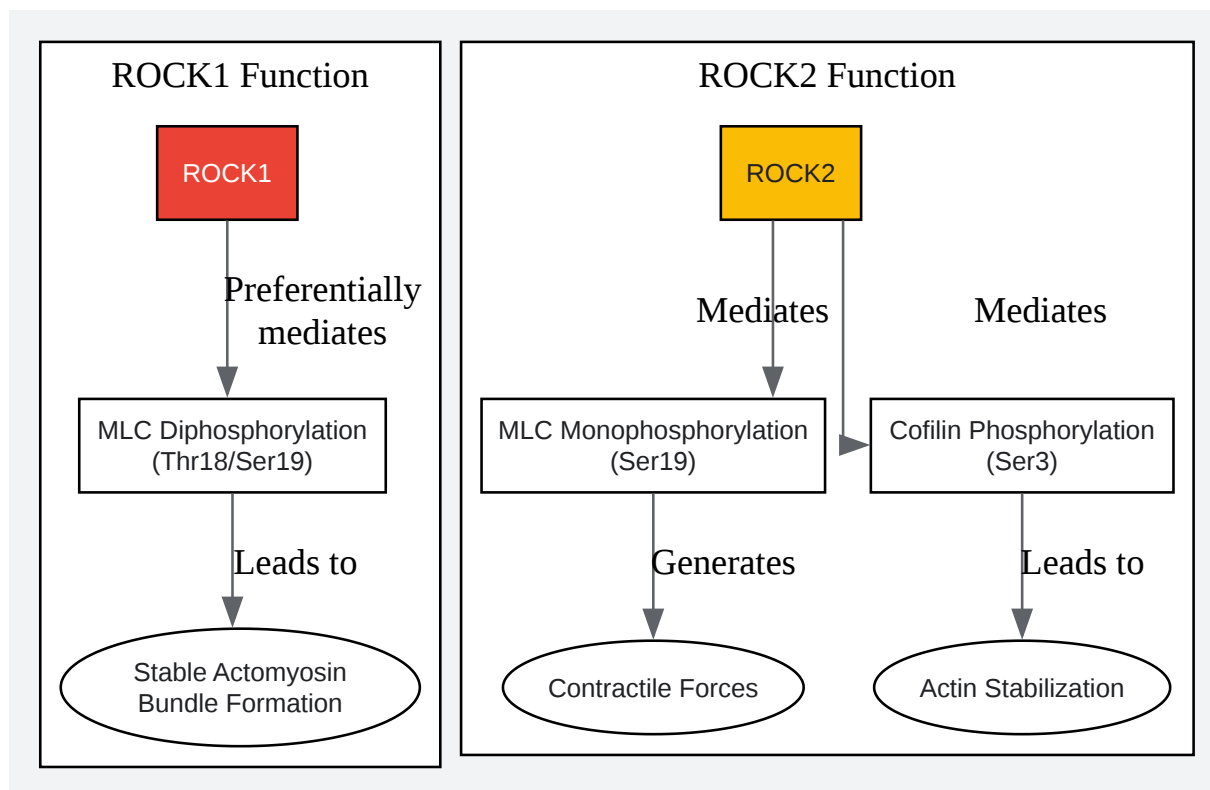 ROCK1 Function
ROCK1
Preferentially
mediates
MLC Diphosphorylation
(Thr18/Ser19)
Leads to
Stable Actomyosin
Bundle Formation
ROCK2 Function
ROCK2
Mediates
Mediates
MLC Monophosphorylation
(Ser19)
Cofilin Phosphorylation
(Ser3)
Generates
Leads to
Contractile Forces
Actin Stabilization